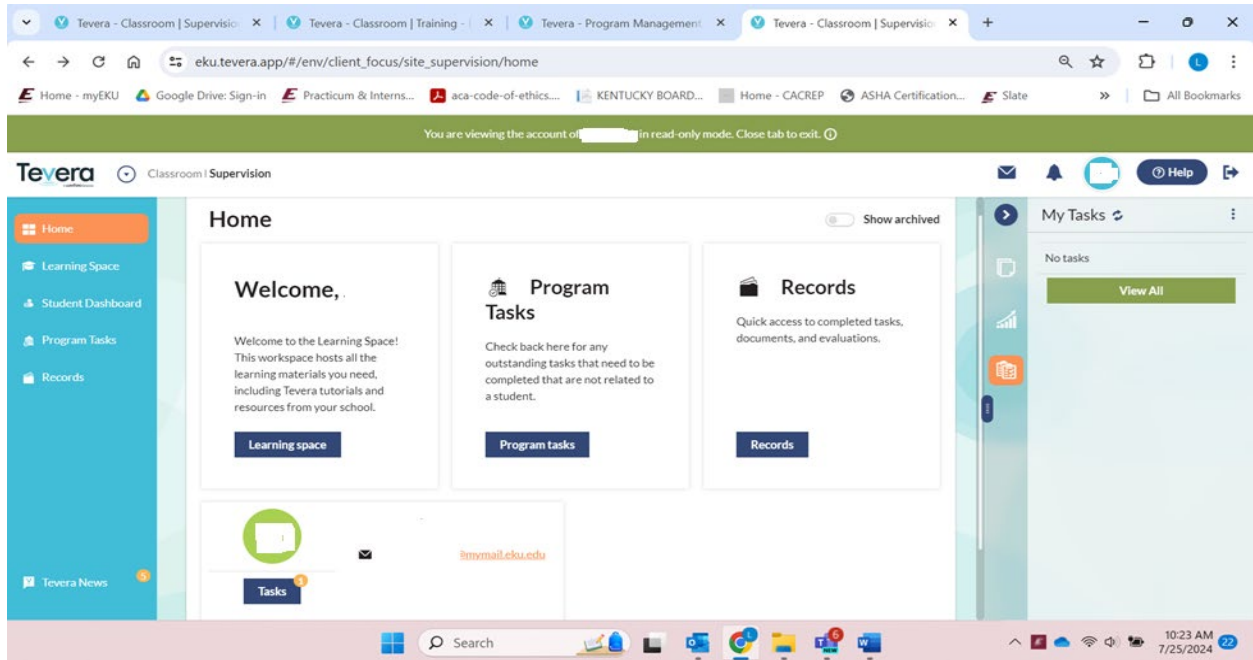 Tevera - Classroom | Supervisio
Tevera - Classroom | Training -
Tevera - Program Management
Tevera - Classroom | Supervisio
eku.tevera.app/#/env/client_focus/site_supervision/home
L
Home - myEKU
Google Drive: Sign-in
Practicum & Interns...
aca-code-of-ethics....
KENTUCKY BOARD...
Home - CACREP
ASHA Certification...
Slate
»
All Bookmarks
You are viewing the account of in read-only mode. Close tab to exit.
Tevera
Classroom | Supervision
Help
Home
Learning Space
Student Dashboard
Program Tasks
Records
Tevera News
5
Home
Show archived
Welcome,
Welcome to the Learning Space!
This workspace hosts all the
learning materials you need,
including Tevera tutorials and
resources from your school.
Learning space
Program
Tasks
Check back here for any
outstanding tasks that need to be
completed that are not related to
a student.
Program tasks
Records
Quick access to completed tasks,
documents, and evaluations.
Records
@mymail.eku.edu
Tasks
3
My Tasks
No tasks
View All
Search
6
NEW
10:23 AM
7/25/2024
22